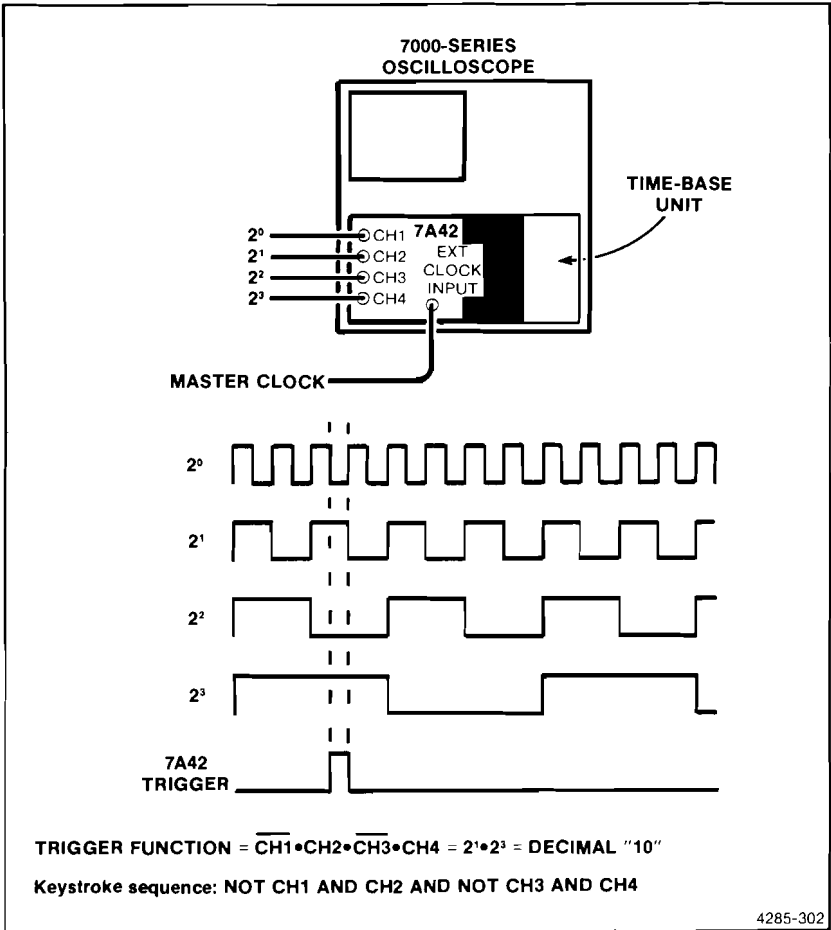 7000-SERIES
OSCILLOSCOPE
TIME-BASE
UNIT
2⁰
2¹
2²
2³
CH1
CH2
CH3
CH4
7A42
EXT
CLOCK
INPUT
MASTER CLOCK
2⁰
2¹
2²
2³
7A42
TRIGGER
TRIGGER FUNCTION = C̅H̅1̅•CH2•C̅H̅3̅•CH4 = 2¹•2³ = DECIMAL "10"
Keystroke sequence: NOT CH1 AND CH2 AND NOT CH3 AND CH4
4285-302